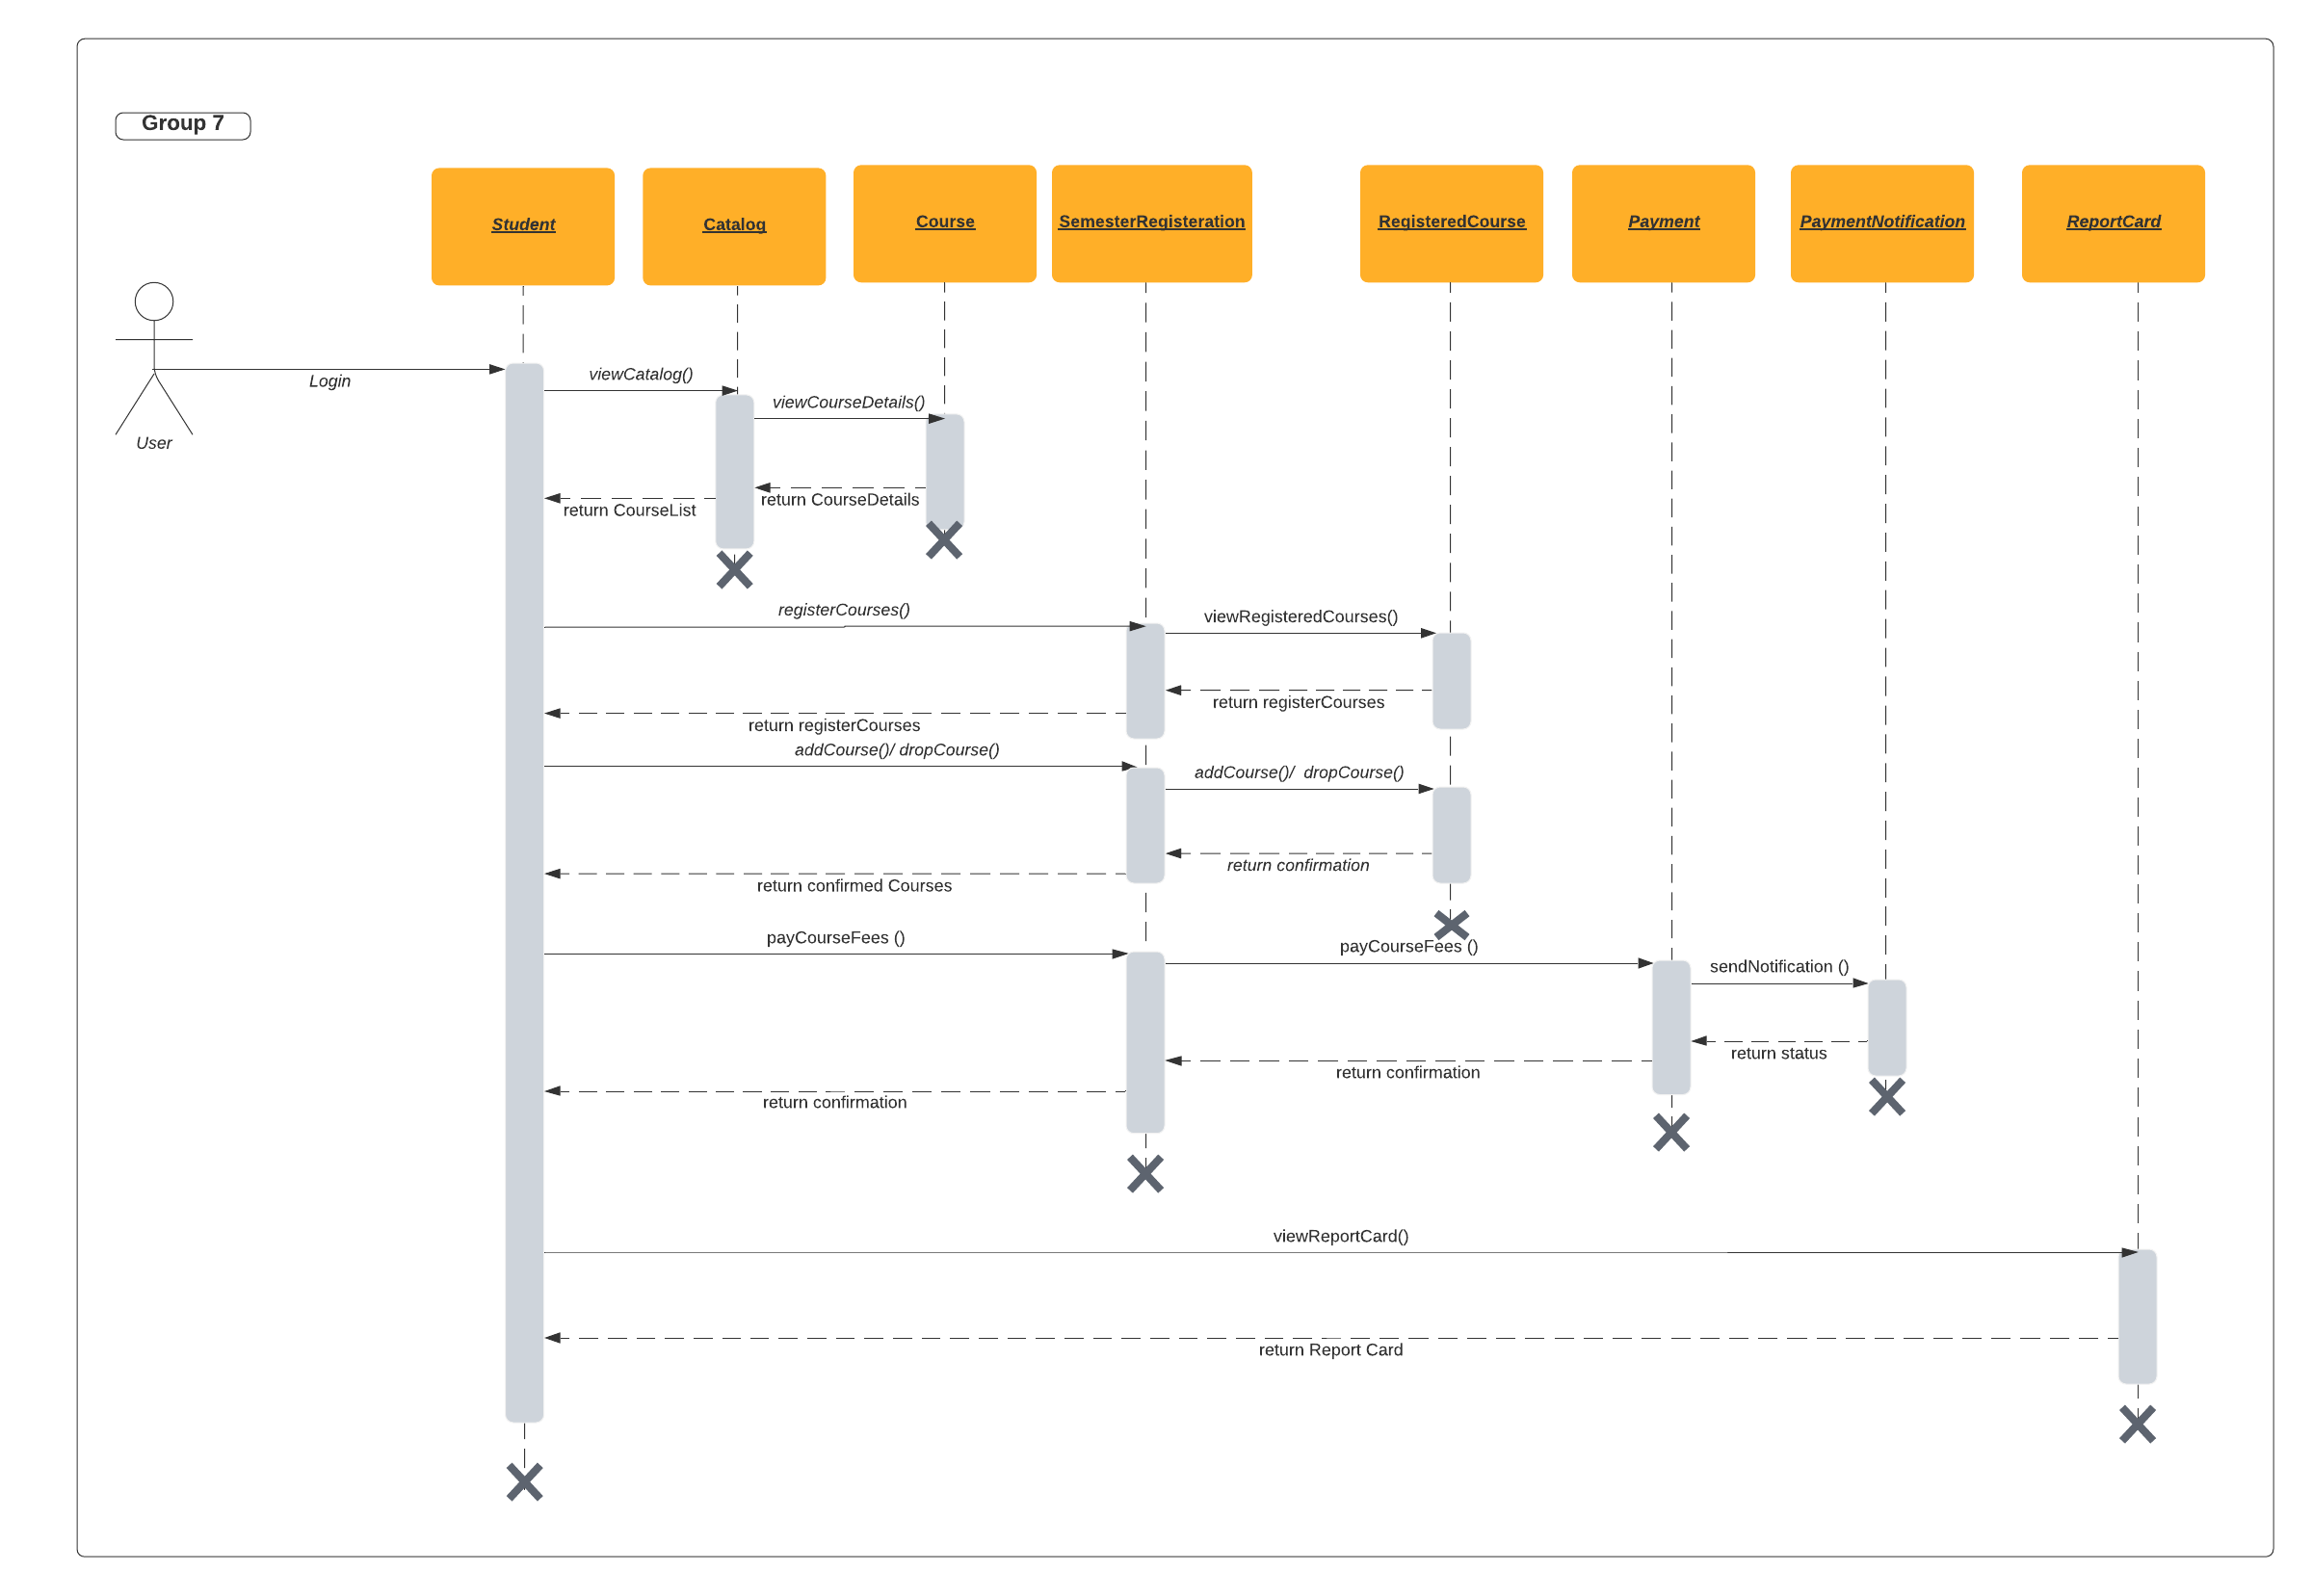 Group 7
Student
Catalog
Course
SemesterRegisteration
RegisteredCourse
Payment
PaymentNotification
ReportCard
User
Login
viewCatalog()
viewCourseDetails()
return CourseDetails
return CourseList
registerCourses()
viewRegisteredCourses()
return registerCourses
return registerCourses
addCourse()/ dropCourse()
addCourse()/  dropCourse()
return confirmation
return confirmed Courses
payCourseFees ()
payCourseFees ()
sendNotification ()
return status
return confirmation
return confirmation
viewReportCard()
return Report Card